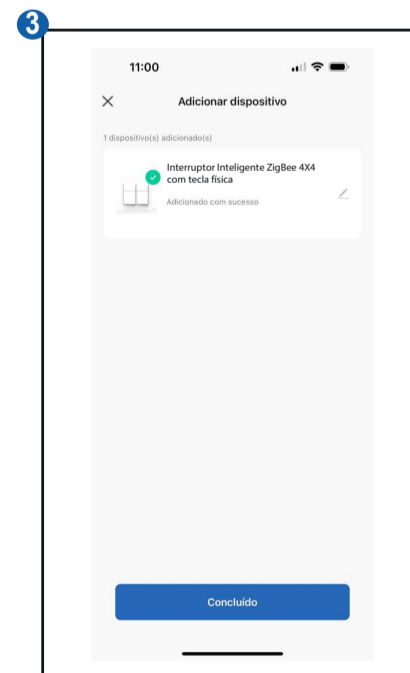 3
11:00
Adicionar dispositivo
1 dispositivo(s) adicionado(s)
Interruptor Inteligente ZigBee 4X4
com tecla física
Adicionado com sucesso
Concluído